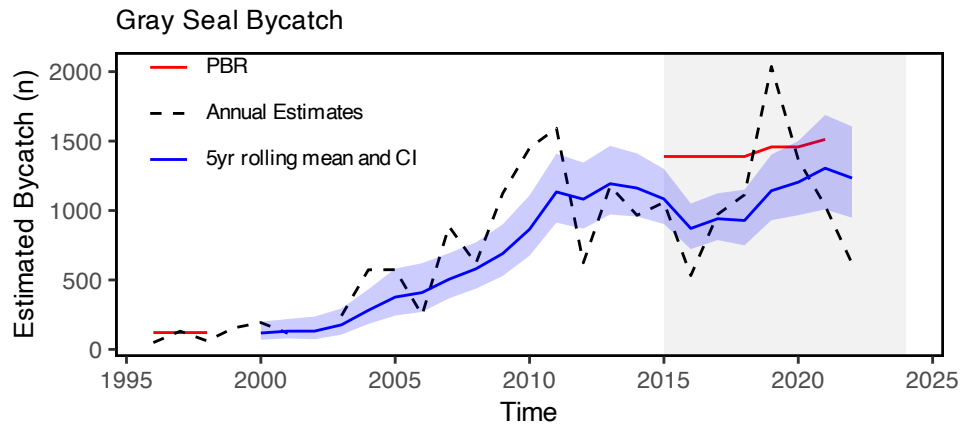 Gray Seal Bycatch
Estimated Bycatch (n)
2000
1500
1000
500
0
PBR
Annual Estimates
5yr rolling mean and CI
1995 2000 2005 2010 2015 2020 2025
Time